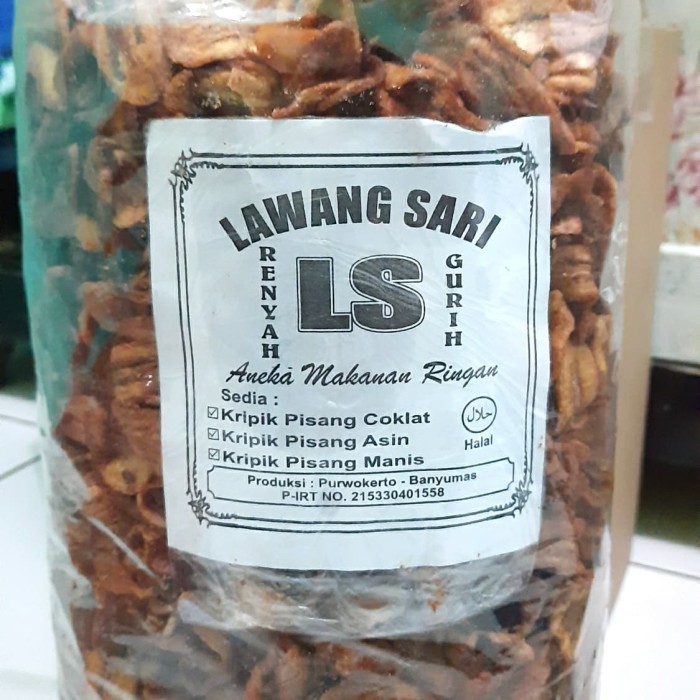 LAWANG SARI
RENYAH
LS
GURIH
Aneka Makanan Ringan
Sedia :
☑ Kripik Pisang Coklat
☑ Kripik Pisang Asin
☑ Kripik Pisang Manis
حلال
Halal
Produksi : Purwokerto - Banyumas
P-IRT NO. 215330401558